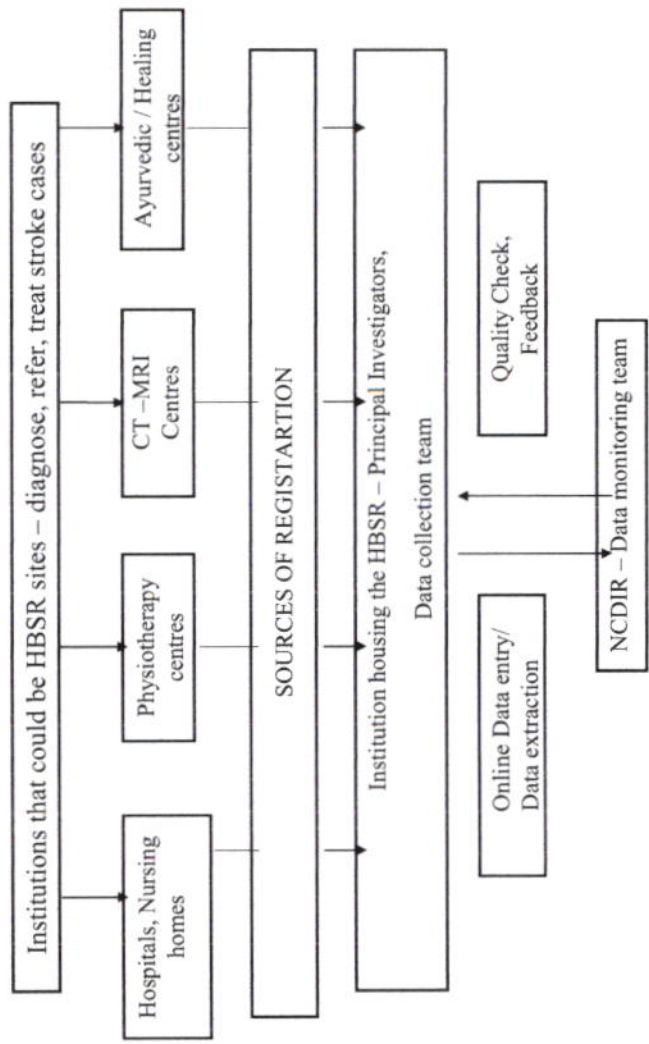 Institutions that could be HBSR sites – diagnose, refer, treat stroke cases
Hospitals, Nursing
homes
Physiotherapy
centres
CT –MRI
Centres
Ayurvedic / Healing
centres
SOURCES OF REGISTARTION
Institution housing the HBSR – Principal Investigators,
Data collection team
Online Data entry/
Data extraction
Quality Check,
Feedback
NCDIR – Data monitoring team